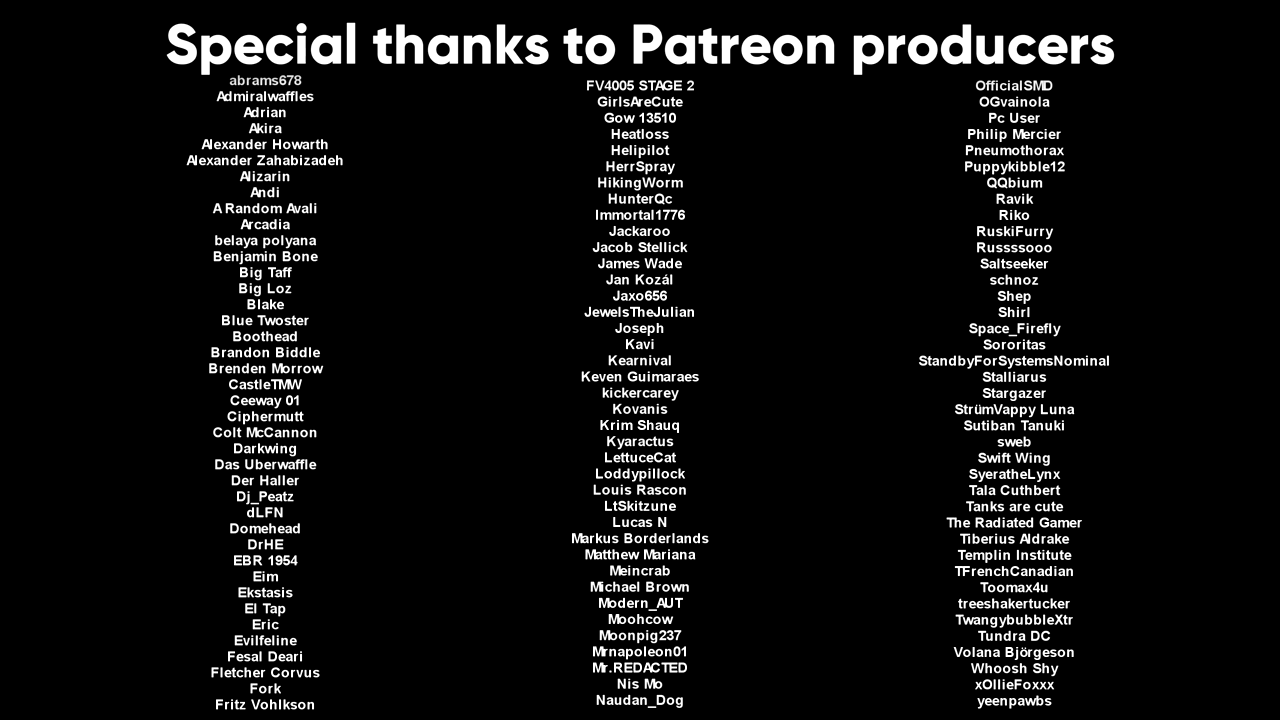 Special thanks to Patreon producers
abrams678
Admiralwaffles
Adrian
Akira
Alexander Howarth
Alexander Zahabizadeh
Alizarin
Andi
A Random Avali
Arcadia
belaya polyana
Benjamin Bone
Big Taff
Big Loz
Blake
Blue Twoster
Boothead
Brandon Biddle
Brenden Morrow
CastleTMW
Ceeway 01
Ciphermutt
Colt McCannon
Darkwing
Das Uberwaffle
Der Haller
Dj_Peatz
dLFN
Domehead
DrHE
EBR 1954
Eim
Ekstasis
El Tap
Eric
Evilfeline
Fesal Deari
Fletcher Corvus
Fork
Fritz Vohlkson
FV4005 STAGE 2
GirlsAreCute
Gow 13510
Heatloss
Helipilot
HerrSpray
HikingWorm
HunterQc
Immortal1776
Jackaroo
Jacob Stellick
James Wade
Jan Kozál
Jaxo656
JewelsTheJulian
Joseph
Kavi
Kearnival
Keven Guimaraes
kickercarey
Kovanis
Krim Shauq
Kyaractus
LettuceCat
Loddypillock
Louis Rascon
LtSkitzune
Lucas N
Markus Borderlands
Matthew Mariana
Meincrab
Michael Brown
Modern_AUT
Moohcow
Moonpig237
Mrnapoleon01
Mr.REDACTED
Nis Mo
Naudan_Dog
OfficialSMD
OGvainola
Pc User
Philip Mercier
Pneumothorax
Puppykibble12
QQbium
Ravik
Riko
RuskiFurry
Russssooo
Saltseeker
schnoz
Shep
Shirl
Space_Firefly
Sororitas
StandbyForSystemsNominal
Stalliarus
Stargazer
StrümVappy Luna
Sutiban Tanuki
sweb
Swift Wing
SyeratheLynx
Tala Cuthbert
Tanks are cute
The Radiated Gamer
Tiberius Aldrake
Templin Institute
TFrenchCanadian
Toomax4u
treeshakertucker
TwangybubbleXtr
Tundra DC
Volana Björgeson
Whoosh Shy
xOllieFoxxx
yeenpawbs